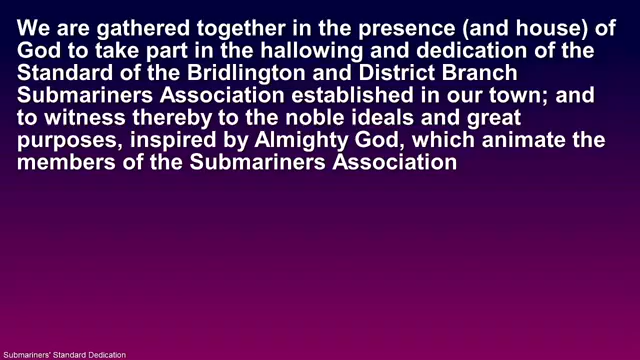 We are gathered together in the presence (and house) of
God to take part in the hallowing and dedication of the
Standard of the Bridlington and District Branch
Submariners Association established in our town; and
to witness thereby to the noble ideals and great
purposes, inspired by Almighty God, which animate the
members of the Submariners Association
Submariners' Standard Dedication